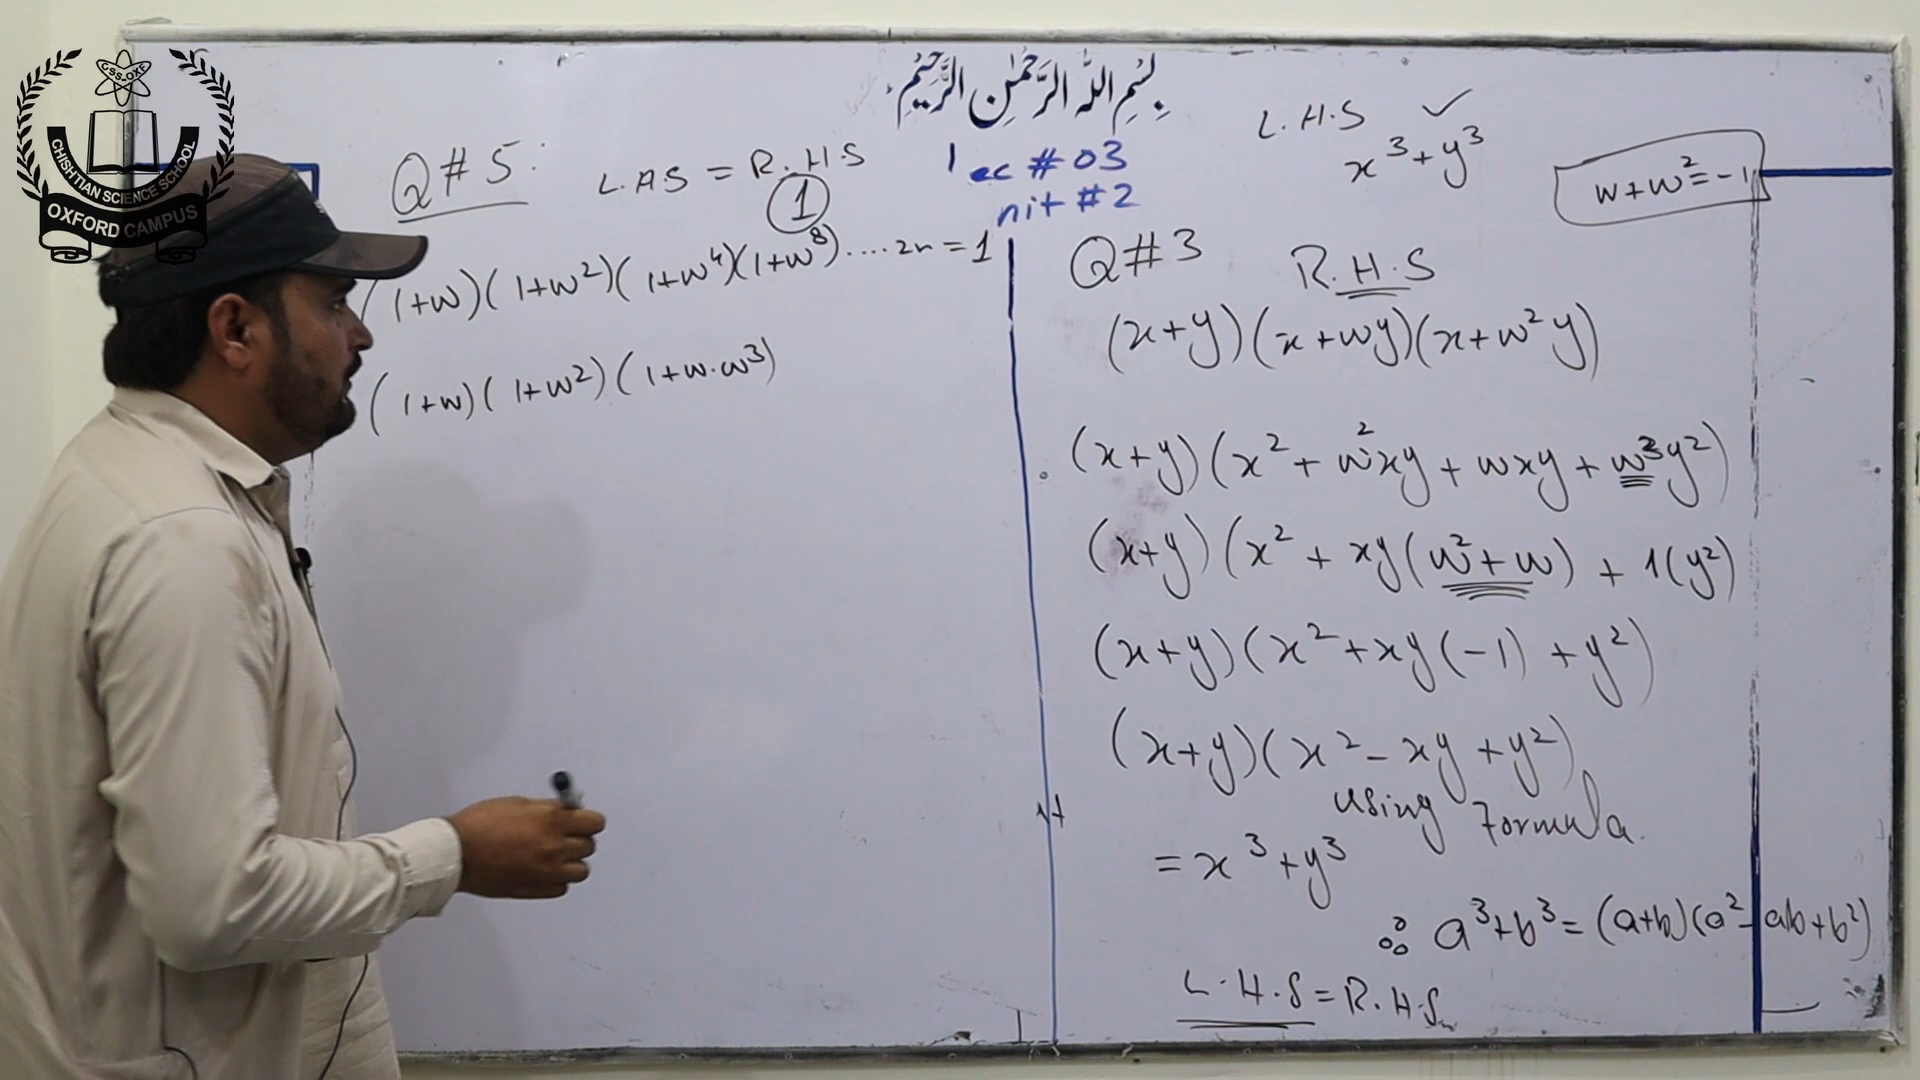 CSS-OXF
CHISHTIAN SCIENCE SCHOOL
OXFORD CAMPUS
بِسْمِ اللّٰهِ الرَّحْمٰنِ الرَّحِيْمِ
lec # 03
nit # 2
Q # 5:
L.H.S = R.H.S
1
(1+w)(1+w²)(1+w⁴)(1+w⁸)....2n = 1
(1+w)(1+w²)(1+w·w³)
L.H.S ✓
x³+y³
w+w²=-1
Q#3
R.H.S
(x+y)(x+wy)(x+w²y)
(x+y)(x²+w²xy+wxy+w³y²)
(x+y)(x²+xy(w²+w)+1(y²)
(x+y)(x²+xy(-1)+y²)
(x+y)(x²-xy+y²)
using formula.
= x³+y³
∴ a³+b³=(a+b)(a²-ab+b²)
L.H.S = R.H.S